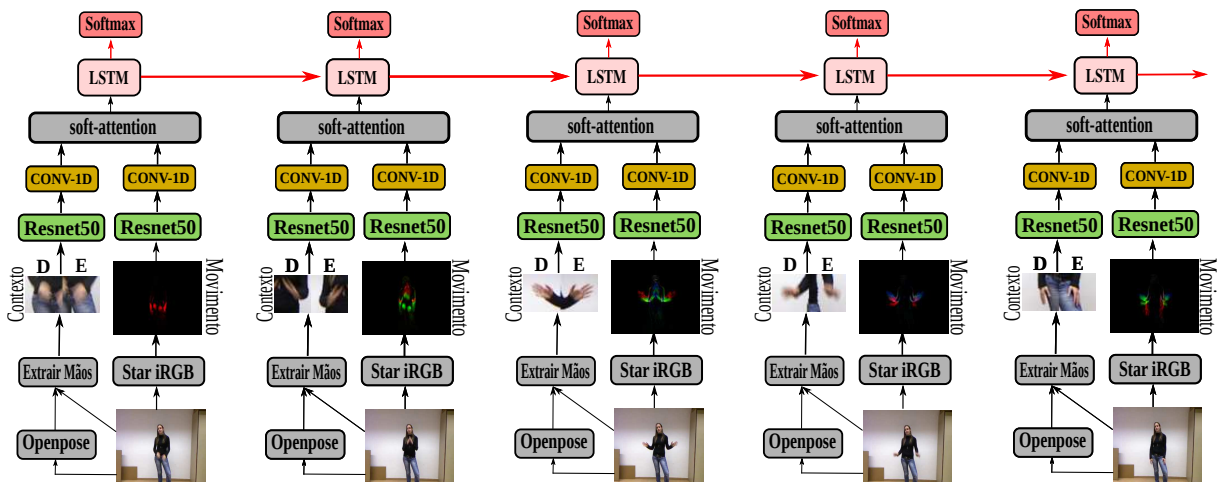 Softmax Softmax Softmax Softmax Softmax
LSTM LSTM LSTM LSTM LSTM
soft-attention soft-attention soft-attention soft-attention soft-attention
CONV-1D CONV-1D CONV-1D CONV-1D CONV-1D CONV-1D CONV-1D CONV-1D CONV-1D CONV-1D
Resnet50 Resnet50 Resnet50 Resnet50 Resnet50 Resnet50 Resnet50 Resnet50 Resnet50 Resnet50
D E D E D E D E D E
Contexto Movimento Contexto Movimento Contexto Movimento Contexto Movimento Contexto Movimento
Extrair Mãos Star iRGB Extrair Mãos Star iRGB Extrair Mãos Star iRGB Extrair Mãos Star iRGB Extrair Mãos Star iRGB
Openpose Openpose Openpose Openpose Openpose